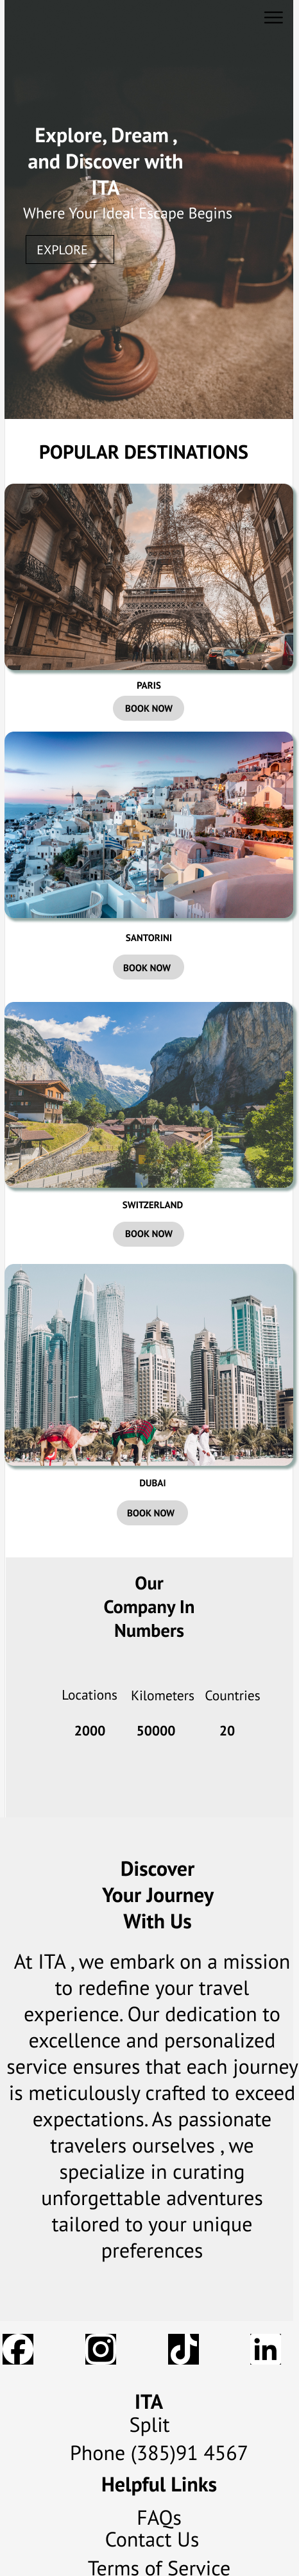 Explore, Dream ,
and Discover with
ITA
Where Your Ideal Escape Begins
EXPLORE
POPULAR DESTINATIONS
PARIS
BOOK NOW
SANTORINI
BOOK NOW
SWITZERLAND
BOOK NOW
DUBAI
BOOK NOW
Our
Company In
Numbers
Locations Kilometers Countries
2000 50000 20
Discover
Your Journey
With Us
At ITA , we embark on a mission
to redefine your travel
experience. Our dedication to
excellence and personalized
service ensures that each journey
is meticulously crafted to exceed
expectations. As passionate
travelers ourselves , we
specialize in curating
unforgettable adventures
tailored to your unique
preferences
ITA
Split
Phone (385)91 4567
Helpful Links
FAQs
Contact Us
Terms of Service